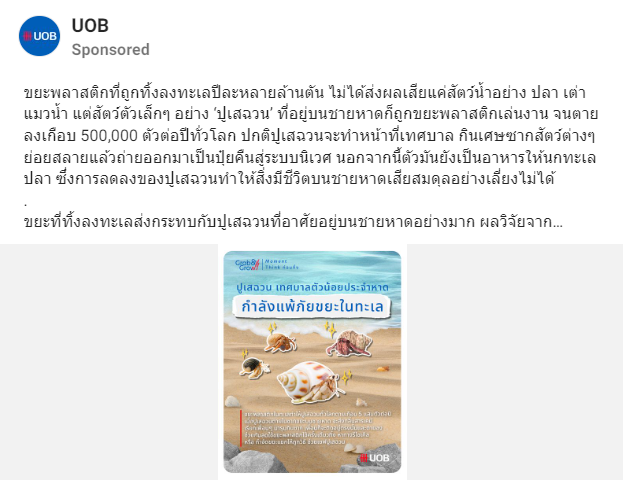 UOB
UOB
Sponsored
ขยะพลาสติกที่ถูกทิ้งลงทะเลปีละหลายล้านตัน ไม่ได้ส่งผลเสียแค่สัตว์น้ำอย่าง ปลา เต่า
แมวน้ำ แต่สัตว์ตัวเล็กๆ อย่าง ‘ปูเสฉวน’ ที่อยู่บนชายหาดก็ถูกขยะพลาสติกเล่นงาน จนตาย
ลงเกือบ 500,000 ตัวต่อปีทั่วโลก ปกติปูเสฉวนจะทำหน้าที่เทศบาล กินเศษซากสัตว์ต่างๆ
ย่อยสลายแล้วถ่ายออกมาเป็นปุ๋ยคืนสู่ระบบนิเวศ นอกจากนี้ตัวมันยังเป็นอาหารให้นกทะเล
ปลา ซึ่งการลดลงของปูเสฉวนทำให้สิ่งมีชีวิตบนชายหาดเสียสมดุลอย่างเลี่ยงไม่ได้
.
ขยะที่ทิ้งลงทะเลส่งกระทบกับปูเสฉวนที่อาศัยอยู่บนชายหาดอย่างมาก ผลวิจัยจาก...
Grab&
Grow
Moment
Think
ปูเสฉวน เทศบาลตัวน้อยประจำหาด
กำลังแพ้ภัยขยะในทะเล
UOB